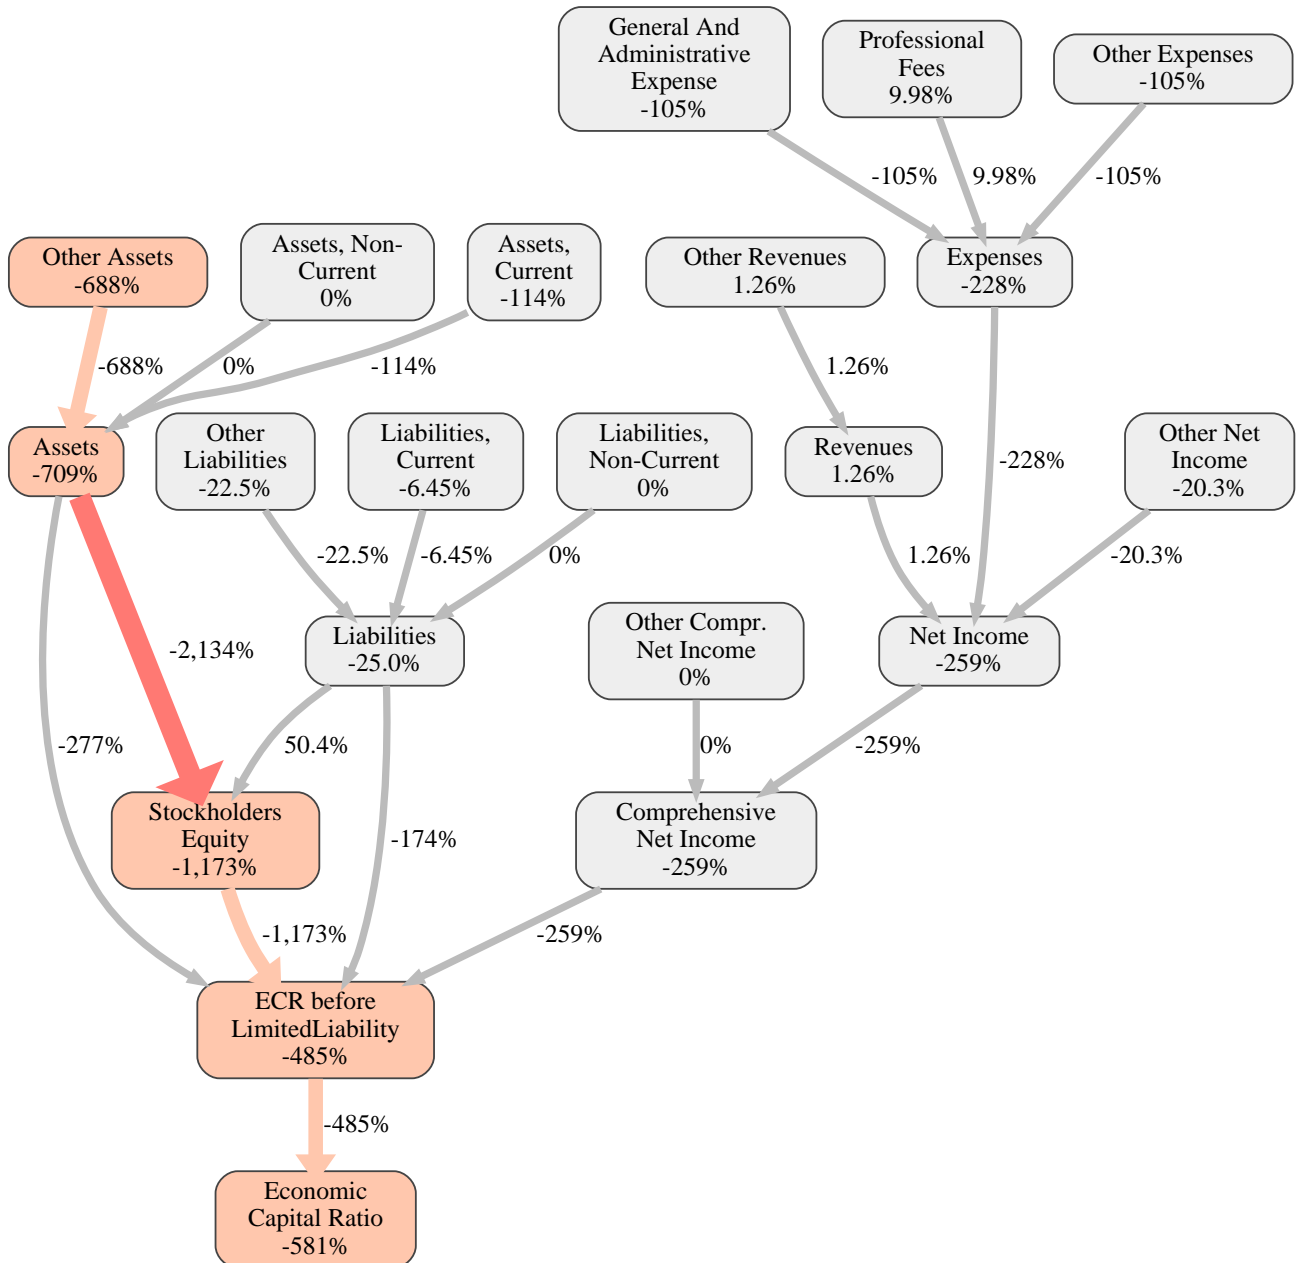 General And
Administrative
Expense
-105%
Professional
Fees
9.98%
Other Expenses
-105%
-105%
9.98%
-105%
Other Assets
-688%
Assets, Non-
Current
0%
Assets,
Current
-114%
Other Revenues
1.26%
Expenses
-228%
-688%
0%
-114%
1.26%
Assets
-709%
Other
Liabilities
-22.5%
Liabilities,
Current
-6.45%
Liabilities,
Non-Current
0%
Revenues
1.26%
-228%
Other Net
Income
-20.3%
-22.5%
-6.45%
0%
1.26%
-20.3%
-2,134%
Liabilities
-25.0%
Other Compr.
Net Income
0%
Net Income
-259%
-277%
50.4%
0%
-259%
Stockholders
Equity
-1,173%
-174%
Comprehensive
Net Income
-259%
-1,173%
-259%
ECR before
LimitedLiability
-485%
-485%
Economic
Capital Ratio
-581%